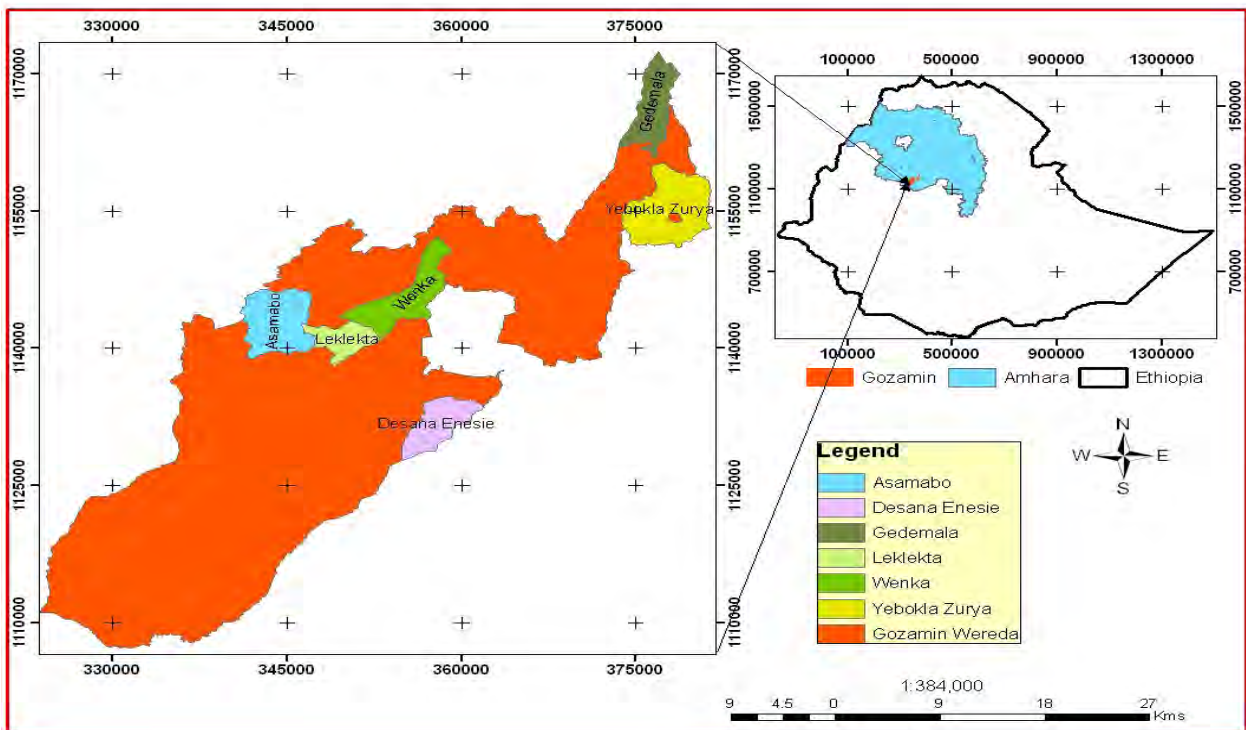 330000 345000 360000 375000
1170000
1155000
1140000
1125000
1110000
Gedemala
Yebokla Zurya
Wenka
Asamabo
Leklekta
Desana Enesie
1170000
1155000
1140000
1125000
1110000
330000 345000 360000 375000
100000 500000 900000 1300000
1500000
1100000
700000
1500000
1100000
700000
100000 500000 900000 1300000
Gozamin Amhara Ethiopia
N
W E
S
Legend
Asamabo
Desana Enesie
Gedemala
Leklekta
Wenka
Yebokla Zurya
Gozamin Wereda
1:384,000
9 4.5 0 9 18 27
Kms